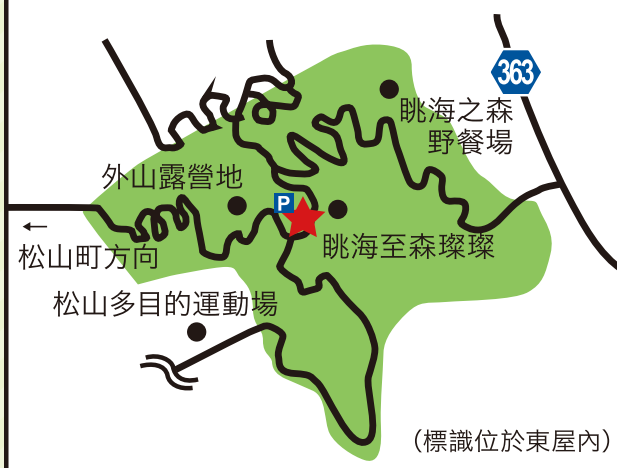 363
眺海之森
野餐場
外山露營地
P
眺海至森璨璨
←
松山町方向
松山多目的運動場
（標識位於東屋內）